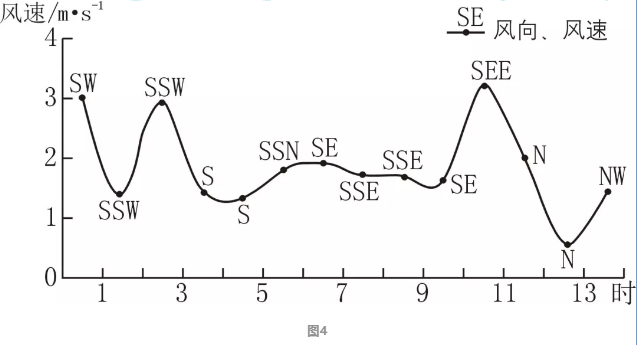 风速/m·s⁻¹
SE 风向、风速
4
SEE
SW
SSW
3
SSN
SE
SSE
N
2
SSE
SE
NW
S
SSW
S
1
N
0
1 3 5 7 9 11 13 时
图4